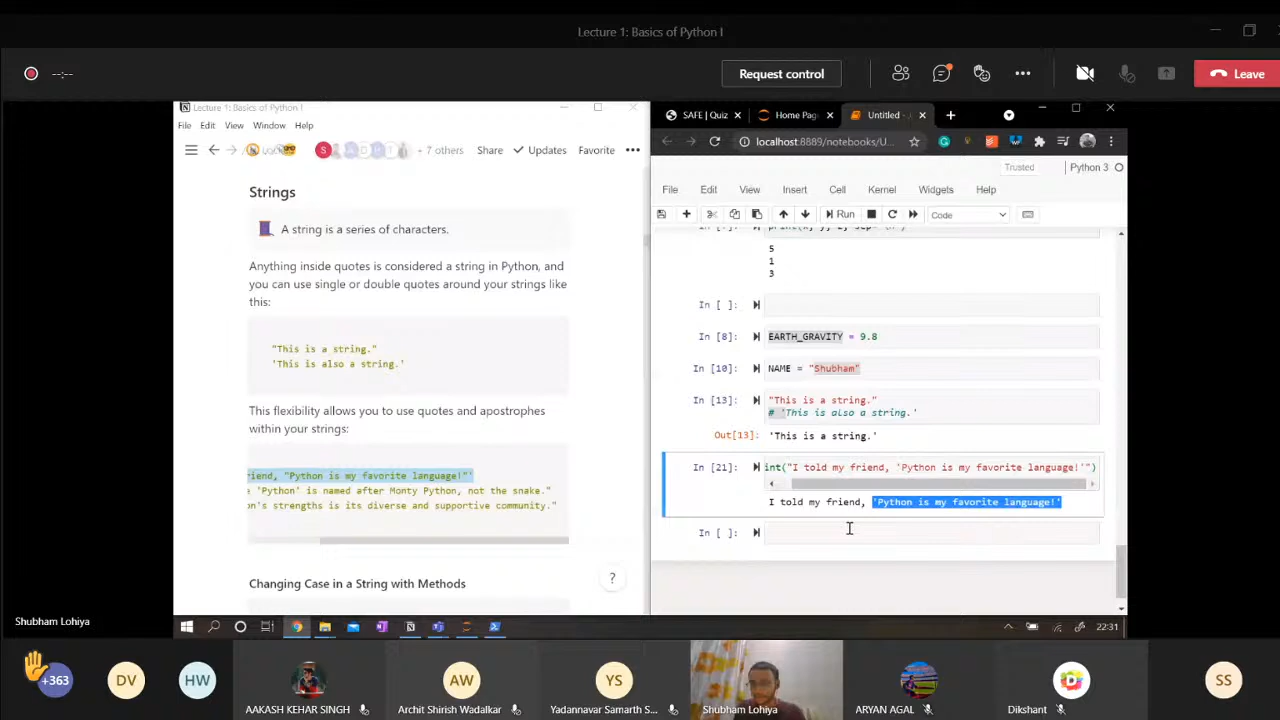 Lecture 1: Basics of Python I
--:--
Request control
Leave
Lecture 1: Basics of Python I
File Edit View Window Help
S
+ 7 others
Share
Updates
Favorite
Strings
A string is a series of characters.
Anything inside quotes is considered a string in Python, and
you can use single or double quotes around your strings like
this:
"This is a string."
'This is also a string.'
This flexibility allows you to use quotes and apostrophes
within your strings:
riend, "Python is my favorite language!"'
'Python' is named after Monty Python, not the snake."
on's strengths is its diverse and supportive community."
Changing Case in a String with Methods
?
SAFE | Quiz
Home Page
Untitled -
localhost:8889/notebooks/U...
Trusted
Python 3
File Edit View Insert Cell Kernel Widgets Help
Run
Code
5
1
3
In [ ]:
In [8]: EARTH_GRAVITY = 9.8
In [10]: NAME = "Shubham"
In [13]: "This is a string."
# 'This is also a string.'
Out[13]: 'This is a string.'
In [21]: int("I told my friend, 'Python is my favorite language!'")
I told my friend, 'Python is my favorite language!'
In [ ]:
Shubham Lohiya
22:31
+363
DV
HW
AAKASH KEHAR SINGH
AW
Archit Shirish Wadalkar
YS
Yadannavar Samarth S...
Shubham Lohiya
ARYAN AGAL
Dikshant
SS